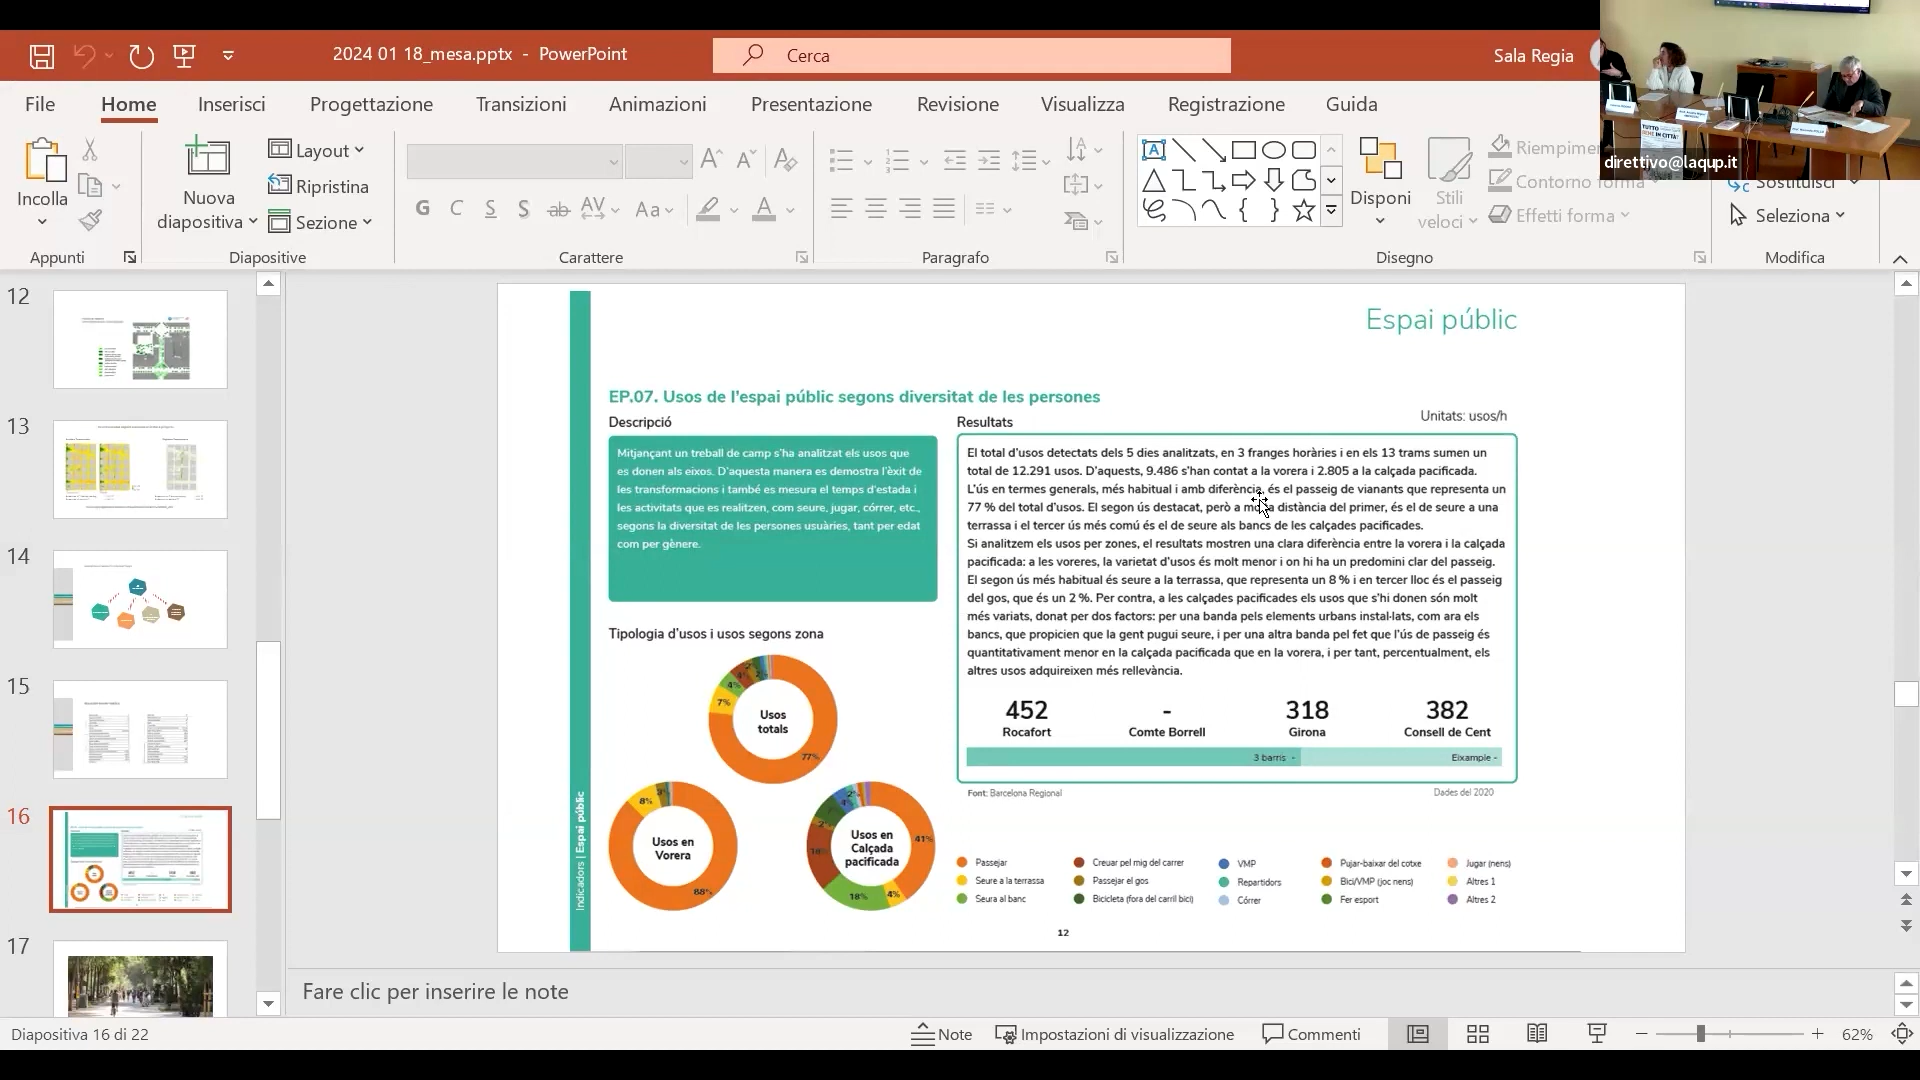 2024 01 18_mesa.pptx - PowerPoint
Cerca
Sala Regia
File Home Inserisci Progettazione Transizioni Animazioni Presentazione Revisione Visualizza Registrazione Guida
Incolla
Appunti
Nuova diapositiva
Layout
Ripristina
Sezione
Diapositive
G C S S ab AV Aa A
Carattere
Paragrafo
Disponi
Stili veloci
Contorno forma
Effetti forma
Disegno
Sostituisci
Seleziona
Modifica
TUTTO
BENE IN CITTÀ
direttivo@laqup.it
12
13
14
15
16
17
Espai públic
EP.07. Usos de l'espai públic segons diversitat de les persones
Descripció
Mitjançant un treball de camp s'ha analitzat els usos que
es donen als eixos. D'aquesta manera es demostra l'èxit de
les transformacions i també es mesura el temps d'estada i
les activitats que es realitzen, com seure, jugar, córrer, etc.,
segons la diversitat de les persones usuàries, tant per edat
com per gènere.
Resultats
Unitats: usos/h
El total d'usos detectats dels 5 dies analitzats, en 3 franges horàries i en els 13 trams sumen un
total de 12.291 usos. D'aquests, 9.486 s'han contat a la vorera i 2.805 a la calçada pacificada.
L'ús en termes generals, més habitual i amb diferència, és el passeig de vianants que representa un
77 % del total d'usos. El segon ús destacat, però a molta distància del primer, és el de seure a una
terrassa i el tercer ús més comú és el de seure als bancs de les calçades pacificades.
Si analitzem els usos per zones, el resultats mostren una clara diferència entre la vorera i la calçada
pacificada: a les voreres, la varietat d'usos és molt menor i on hi ha un predomini clar del passeig.
El segon ús més habitual és seure a la terrassa, que representa un 8 % i en tercer lloc és el passeig
del gos, que és un 2 %. Per contra, a les calçades pacificades els usos que s'hi donen són molt
més variats, donat per dos factors: per una banda pels elements urbans instal·lats, com ara els
bancs, que propicien que la gent pugui seure, i per una altra banda pel fet que l'ús de passeig és
quantitativament menor en la calçada pacificada que en la vorera, i per tant, percentualment, els
altres usos adquireixen més rellevància.
452 - 318 382
Rocafort Comte Borrell Girona Consell de Cent
3 barris - Eixample -
Font: Barcelona Regional
Dades del 2020
Tipologia d'usos i usos segons zona
Usos totals
77%
7%
4%
Usos en Vorera
88%
8%
Usos en Calçada pacificada
41%
4%
18%
Passejar
Seure a la terrassa
Seura al banc
Creuar pel mig del carrer
Passejar el gos
Bicicleta (fora del carril bici)
VMP
Repartidors
Córrer
Pujar-baixar del cotxe
Bici/VMP (joc nens)
Fer esport
Jugar (nens)
Altres 1
Altres 2
Indicadors | Espai públic
12
Fare clic per inserire le note
Diapositiva 16 di 22
Note
Impostazioni di visualizzazione
Commenti
62%